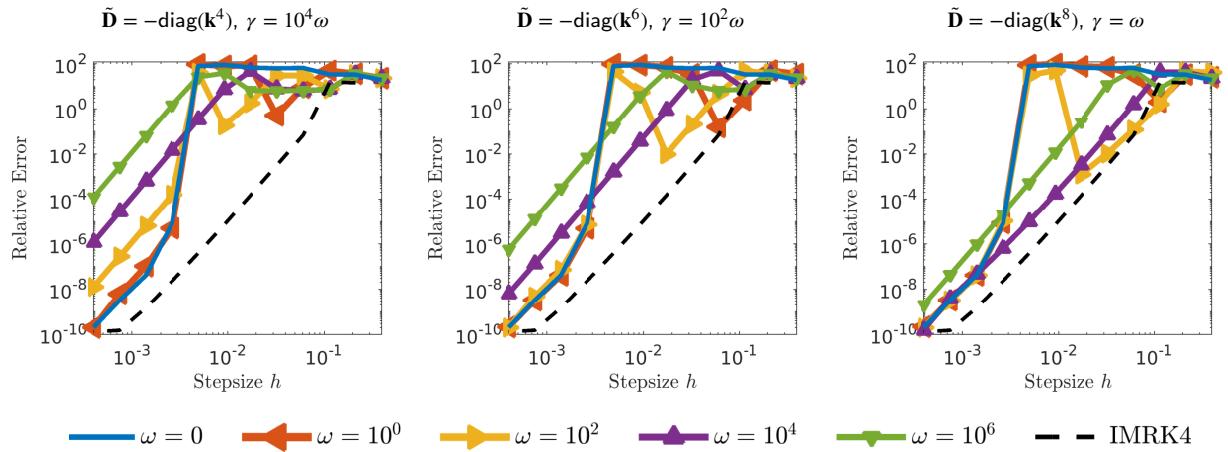 D̃ = −diag(k⁴), γ = 10⁴ω
10² 10⁰ 10⁻² 10⁻⁴ 10⁻⁶ 10⁻⁸ 10⁻¹⁰
Relative Error
10⁻³ 10⁻² 10⁻¹
Stepsize h
D̃ = −diag(k⁶), γ = 10²ω
10² 10⁰ 10⁻² 10⁻⁴ 10⁻⁶ 10⁻⁸ 10⁻¹⁰
Relative Error
10⁻³ 10⁻² 10⁻¹
Stepsize h
D̃ = −diag(k⁸), γ = ω
10² 10⁰ 10⁻² 10⁻⁴ 10⁻⁶ 10⁻⁸ 10⁻¹⁰
Relative Error
10⁻³ 10⁻² 10⁻¹
Stepsize h
ω = 0 ω = 10⁰ ω = 10² ω = 10⁴ ω = 10⁶ IMRK4